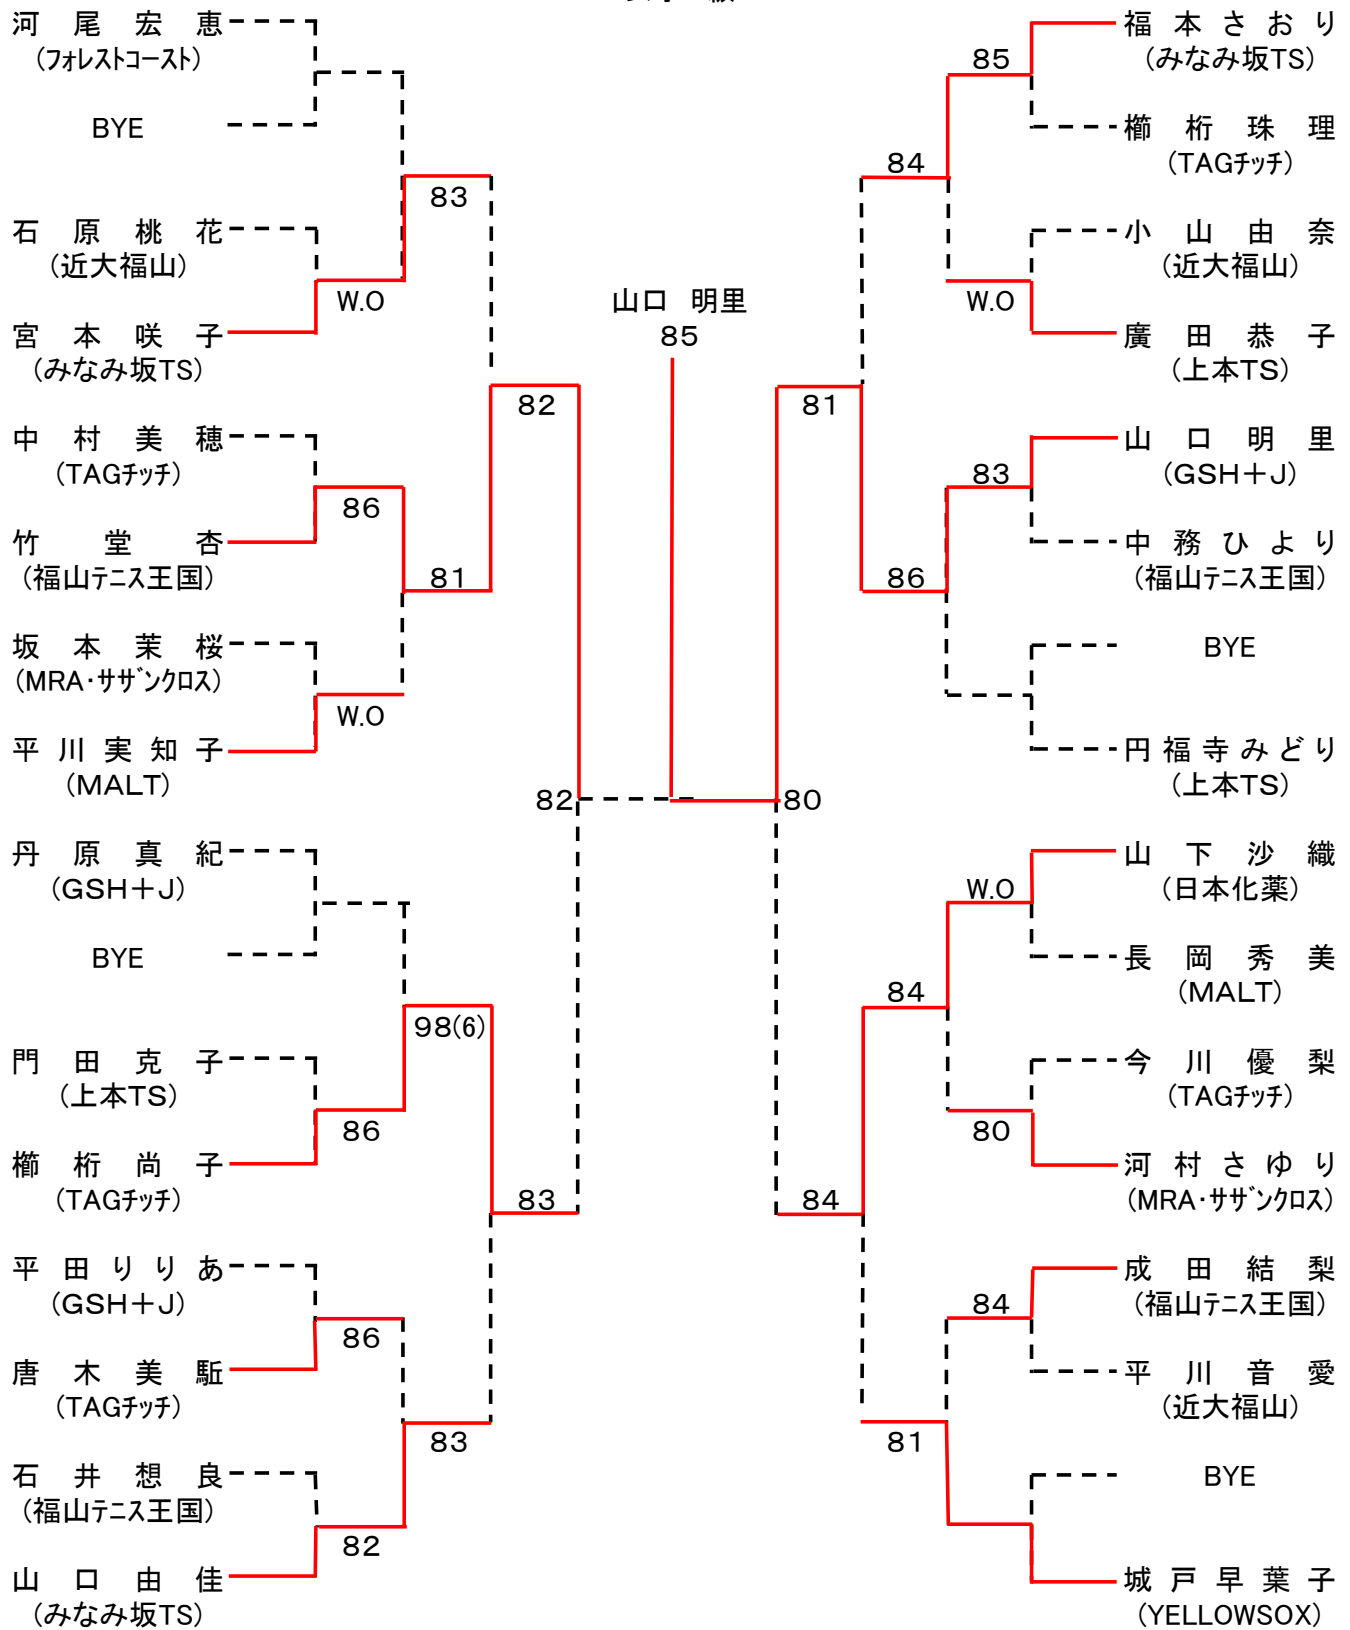 河尾宏恵
(フォレストコースト)
BYE
83
石原桃花
(近大福山)
W.O
宮本咲子
(みなみ坂TS)
82
中村美穂
(TAGチッチ)
86
竹堂杏
(福山テニス王国)
81
坂本茉桜
(MRA・サザンクロス)
W.O
平川実知子
(MALT)
82
丹原真紀
(GSH+J)
BYE
98(6)
門田克子
(上本TS)
86
櫛桁尚子
(TAGチッチ)
83
平田りりあ
(GSH+J)
86
唐木美駈
(TAGチッチ)
83
石井想良
(福山テニス王国)
82
山口由佳
(みなみ坂TS)
山口 明里
85
福本さおり
(みなみ坂TS)
85
櫛桁珠理
(TAGチッチ)
84
小山由奈
(近大福山)
W.O
廣田恭子
(上本TS)
81
山口明里
(GSH+J)
83
中務ひより
(福山テニス王国)
86
BYE
円福寺みどり
(上本TS)
80
山下沙織
(日本化薬)
W.O
長岡秀美
(MALT)
84
今川優梨
(TAGチッチ)
80
河村さゆり
(MRA・サザンクロス)
84
成田結梨
(福山テニス王国)
84
平川音愛
(近大福山)
81
BYE
城戸早葉子
(YELLOWSOX)